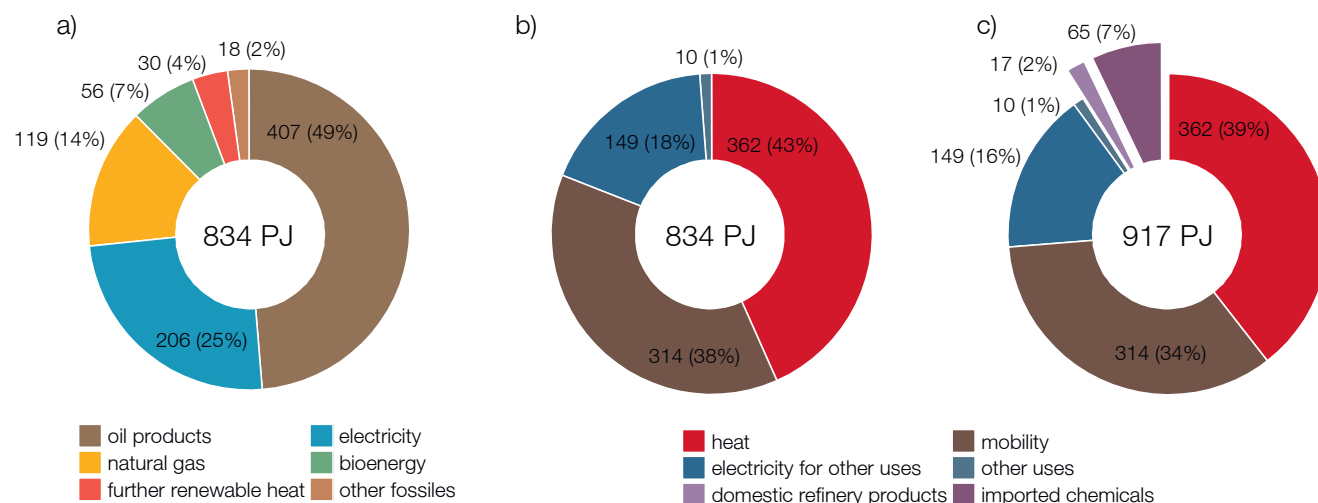 a)
18 (2%)
30 (4%)
56 (7%)
119 (14%)
407 (49%)
834 PJ
206 (25%)
b)
10 (1%)
149 (18%)
362 (43%)
834 PJ
314 (38%)
c)
65 (7%)
17 (2%)
10 (1%)
149 (16%)
362 (39%)
917 PJ
314 (34%)
oil products
electricity
natural gas
bioenergy
further renewable heat
other fossiles
heat
mobility
electricity for other uses
other uses
domestic refinery products
imported chemicals